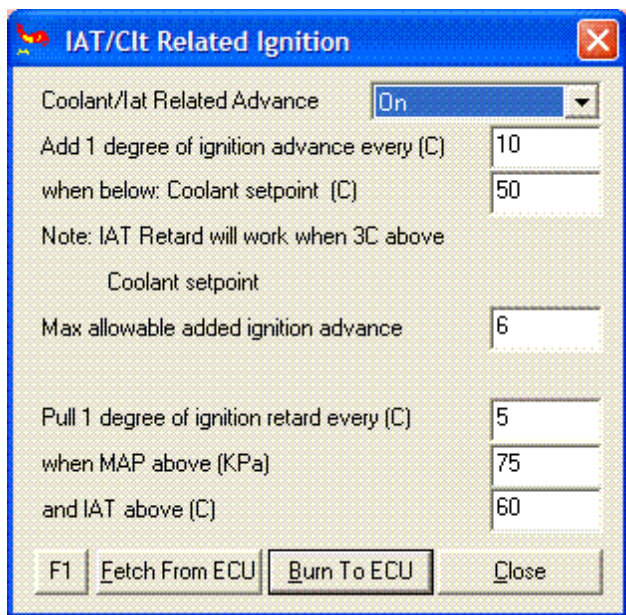 IAT/Clt Related Ignition
Coolant/Iat Related Advance On
Add 1 degree of ignition advance every (C) 10
when below: Coolant setpoint (C) 50
Note: IAT Retard will work when 3C above
Coolant setpoint
Max allowable added ignition advance 6
Pull 1 degree of ignition retard every (C) 5
when MAP above (KPa) 75
and IAT above (C) 60
F1 Fetch From ECU Burn To ECU Close